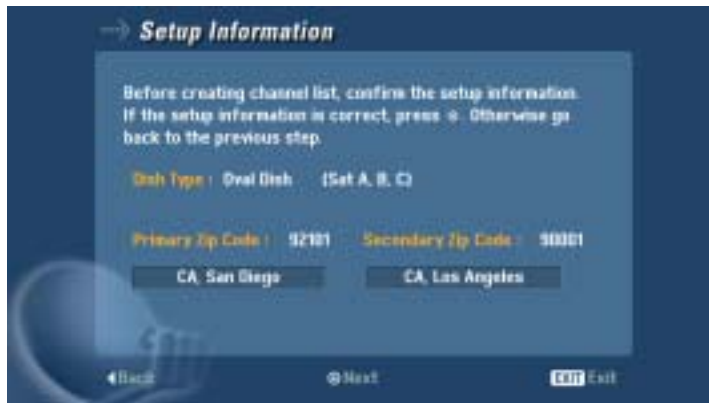 Setup Information
Before creating channel list, confirm the setup information.
If the setup information is correct, press ⊙. Otherwise go
back to the previous step.
Dish Type : Oval Dish (Sat A, B, C)
Primary Zip Code : 92101 Secondary Zip Code : 90001
CA, San Diego CA, Los Angeles
Back Next EXIT Exit